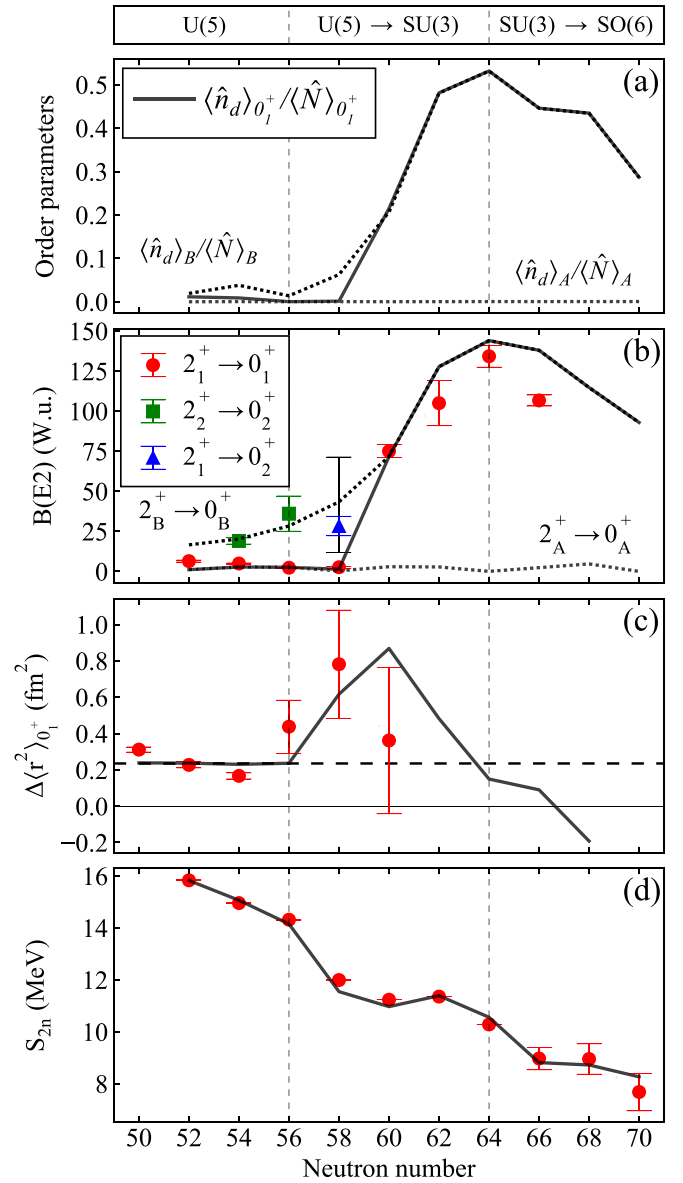 U(5)
U(5) → SU(3)
SU(3) → SO(6)
(a)
⟨n̂_d⟩_{0_1^+}/⟨N̂⟩_{0_1^+}
Order parameters
0.5
0.4
0.3
0.2
0.1
0.0
⟨n̂_d⟩_B/⟨N̂⟩_B
⟨n̂_d⟩_A/⟨N̂⟩_A
(b)
B(E2) (W.u.)
150
125
100
75
50
25
0
2_1^+→0_1^+
2_2^+→0_2^+
2_1^+→0_2^+
2_B^+→0_B^+
2_A^+→0_A^+
(c)
Δ⟨r²⟩_{0_1^+} (fm²)
1.0
0.8
0.6
0.4
0.2
0.0
−0.2
(d)
S_{2n} (MeV)
16
14
12
10
8
50 52 54 56 58 60 62 64 66 68 70
Neutron number